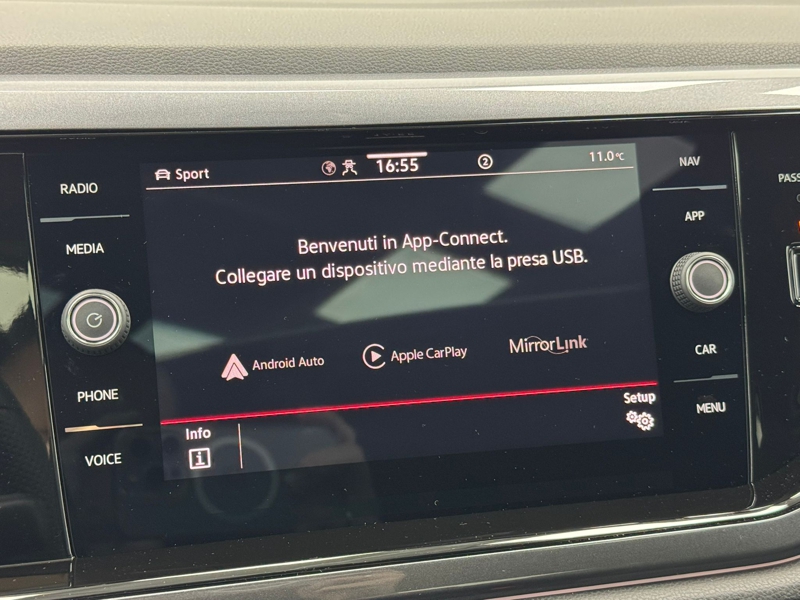 RADIO
MEDIA
PHONE
VOICE
Sport
16:55
2
11.0°C
Benvenuti in App-Connect.
Collegare un dispositivo mediante la presa USB.
Android Auto
Apple CarPlay
MirrorLink
Info
i
Setup
NAV
APP
CAR
MENU
PASS